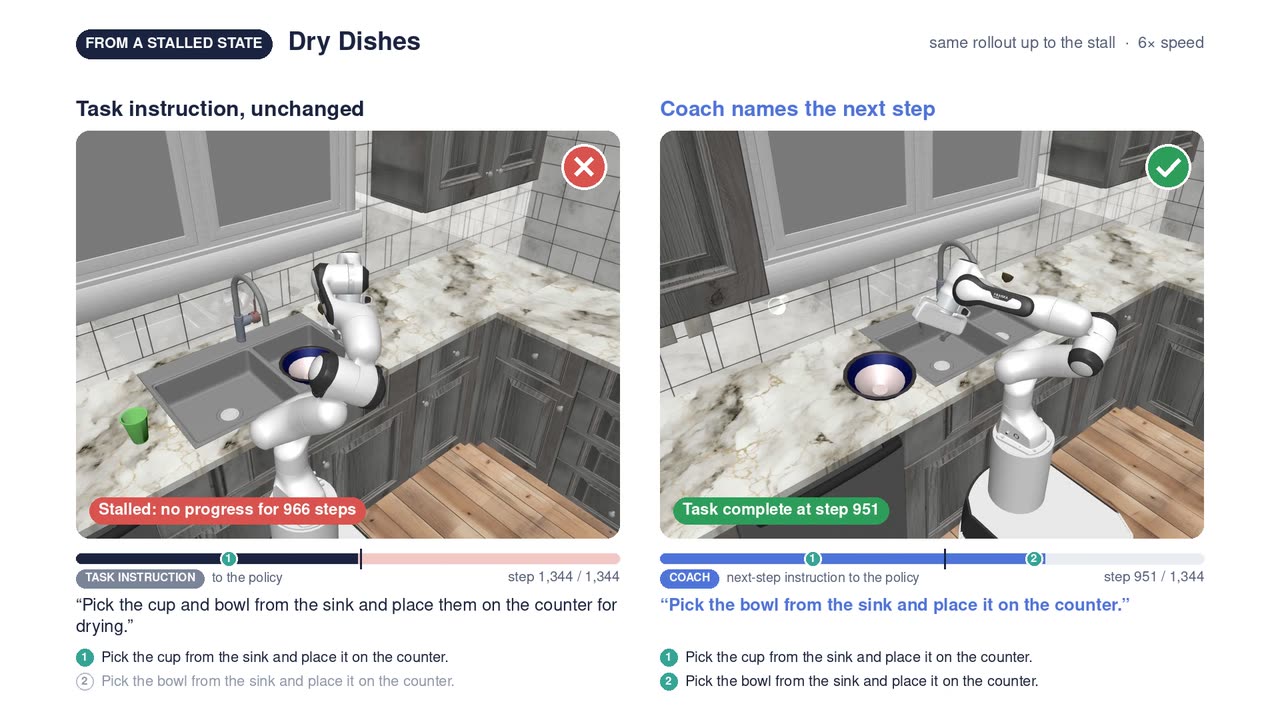 FROM A STALLED STATE Dry Dishes
same rollout up to the stall · 6× speed
Task instruction, unchanged
Stalled: no progress for 966 steps
1
TASK INSTRUCTION to the policy
step 1,344 / 1,344
“Pick the cup and bowl from the sink and place them on the counter for
drying.”
1 Pick the cup from the sink and place it on the counter.
2 Pick the bowl from the sink and place it on the counter.
Coach names the next step
Task complete at step 951
1 2
COACH next-step instruction to the policy
step 951 / 1,344
“Pick the bowl from the sink and place it on the counter.”
1 Pick the cup from the sink and place it on the counter.
2 Pick the bowl from the sink and place it on the counter.